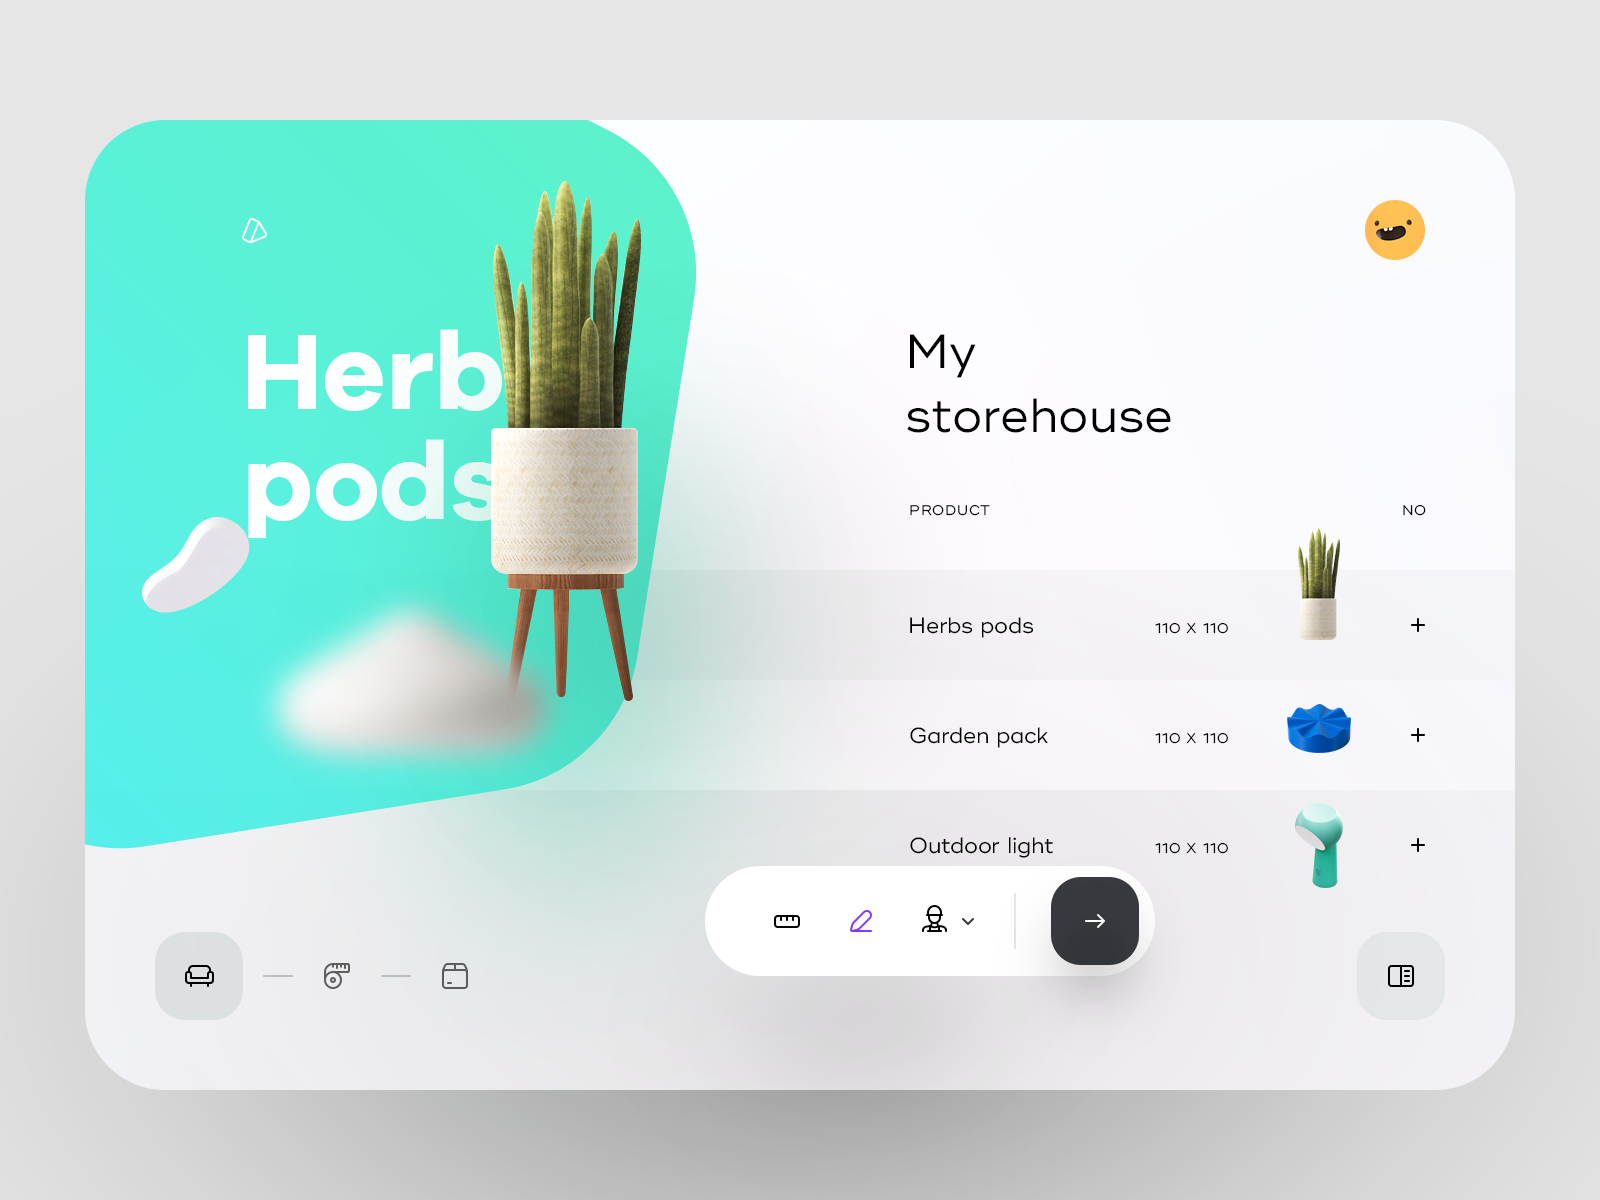 Herb
pods
My
storehouse
PRODUCT NO
Herbs pods 110 X 110 +
Garden pack 110 X 110 +
Outdoor light 110 X 110 +